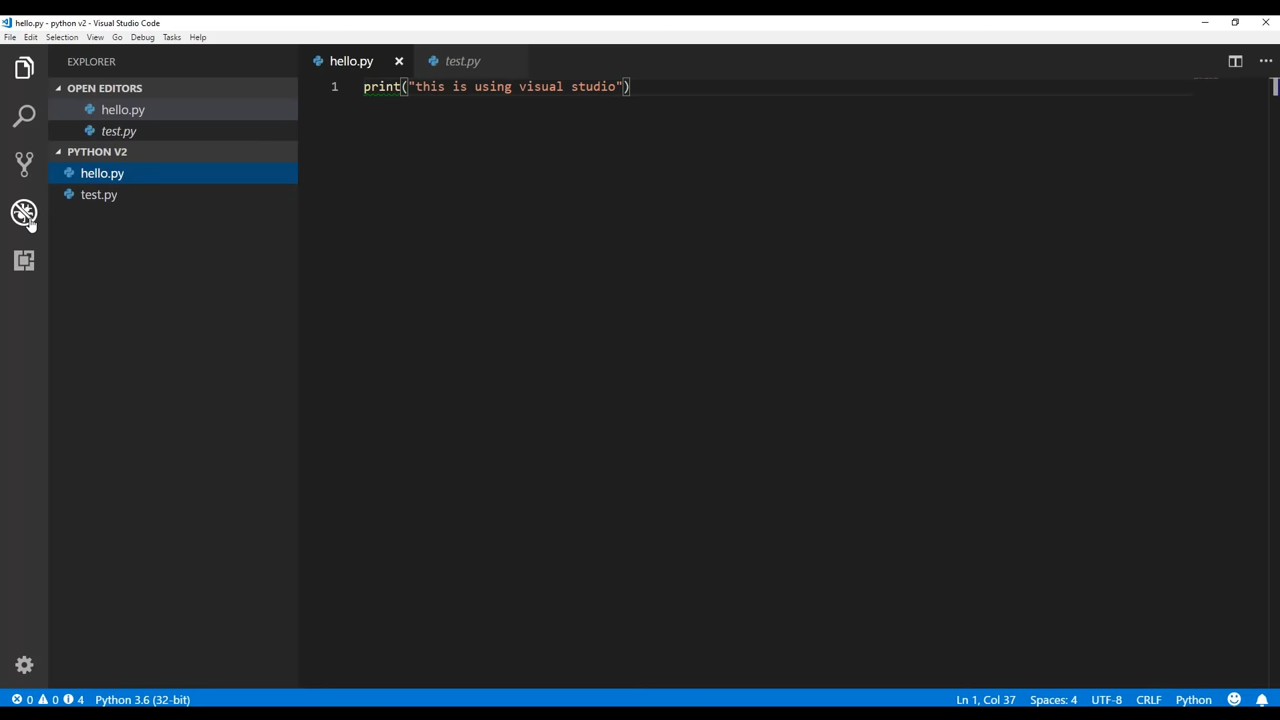 hello.py - python v2 - Visual Studio Code
File Edit Selection View Go Debug Tasks Help
EXPLORER
OPEN EDITORS
hello.py
test.py
PYTHON V2
hello.py
test.py
hello.py test.py
1 print("this is using visual studio")
0 0 4 Python 3.6 (32-bit) Ln 1, Col 37 Spaces: 4 UTF-8 CRLF Python